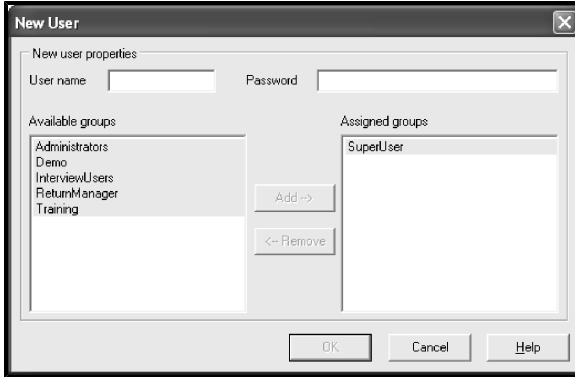 New User
New user properties
User name
Password
Available groups
Assigned groups
Administrators
Demo
InterviewUsers
ReturnManager
Training
SuperUser
Add -->
<-- Remove
OK
Cancel
Help